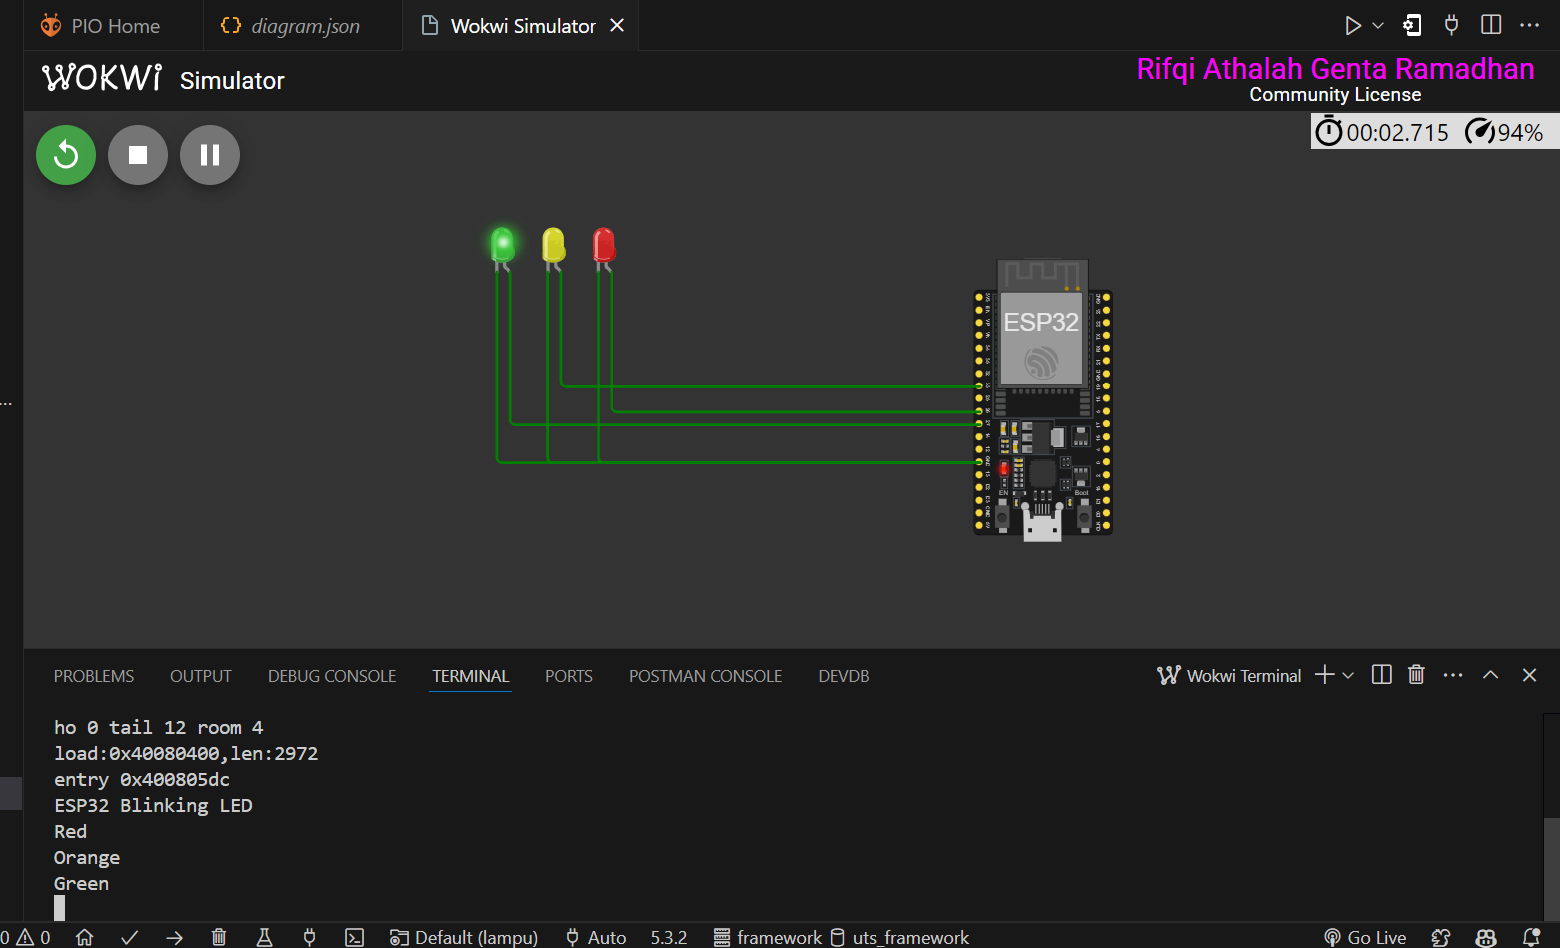 PIO Home
diagram.json
Wokwi Simulator
WOKWi Simulator
Rifqi Athalah Genta Ramadhan
Community License
00:02.715 94%
ESP32
EN
Boot
PROBLEMS OUTPUT DEBUG CONSOLE TERMINAL PORTS POSTMAN CONSOLE DEVDB
Wokwi Terminal
ho 0 tail 12 room 4
load:0x40080400,len:2972
entry 0x400805dc
ESP32 Blinking LED
Red
Orange
Green
0 0 Default (lampu) Auto 5.3.2 framework uts_framework Go Live